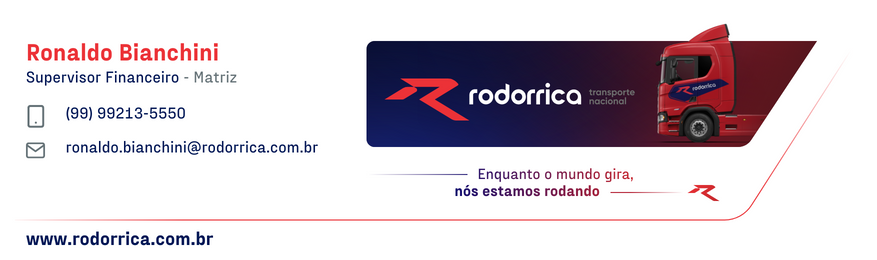 Ronaldo Bianchini
Supervisor Financeiro - Matriz
(99) 99213-5550
ronaldo.bianchini@rodorrica.com.br
rodorrica
transporte
nacional
rodorrica
Enquanto o mundo gira,
nós estamos rodando
www.rodorrica.com.br